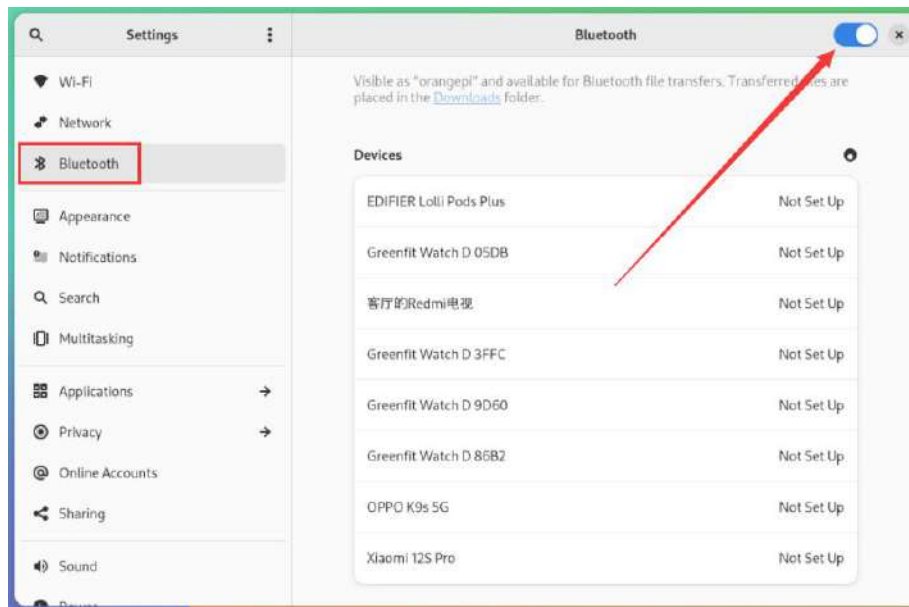 Settings
Bluetooth
Wi-Fi
Network
Bluetooth
Appearance
Notifications
Search
Multitasking
Applications
Privacy
Online Accounts
Sharing
Sound
Power
Visible as "orangepi" and available for Bluetooth file transfers. Transferred files are
placed in the Downloads folder.
Devices
EDIFIER Lolli Pods Plus Not Set Up
Greenfit Watch D 05DB Not Set Up
客厅的Redmi电视 Not Set Up
Greenfit Watch D 3FFC Not Set Up
Greenfit Watch D 9D60 Not Set Up
Greenfit Watch D 86B2 Not Set Up
OPPO K9s 5G Not Set Up
Xiaomi 12S Pro Not Set Up